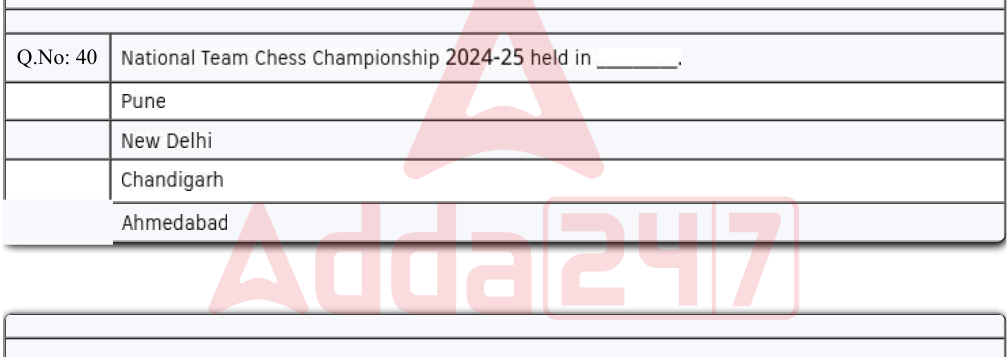 Q.No: 40 National Team Chess Championship 2024-25 held in ________.
Pune
New Delhi
Chandigarh
Ahmedabad
Adda247